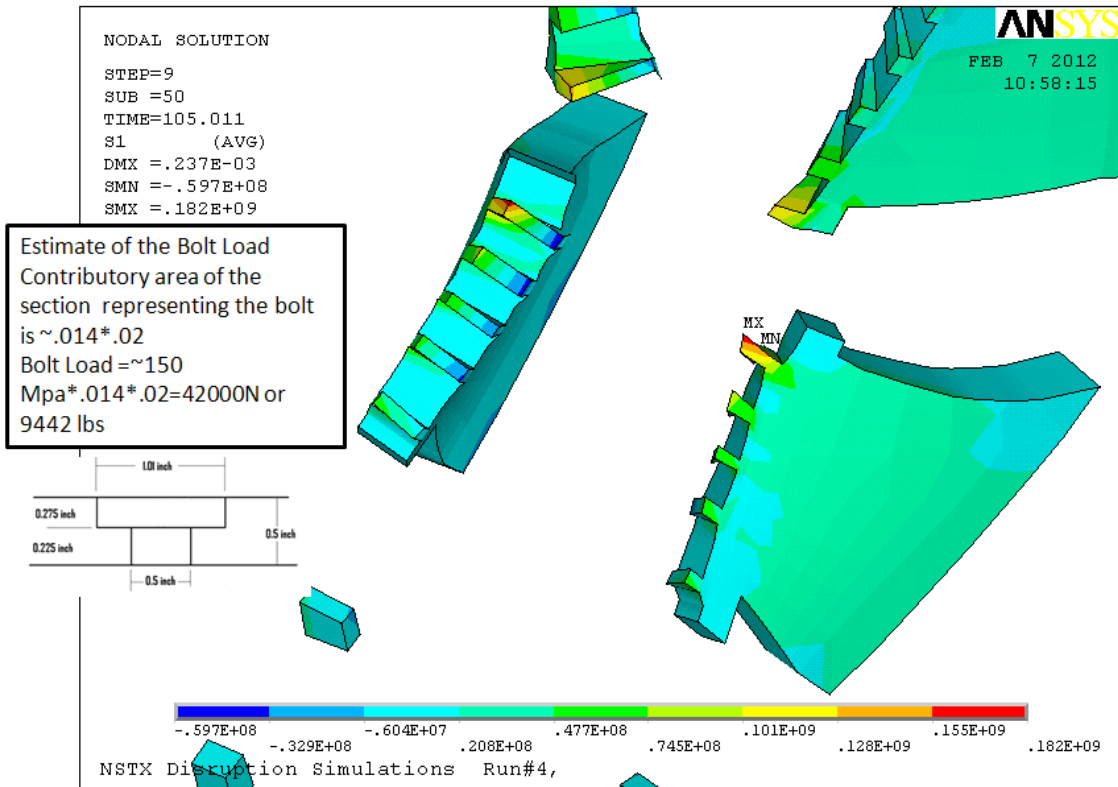 ANSYS
NODAL SOLUTION
FEB 7 2012
10:58:15
STEP=9
SUB =50
TIME=105.011
S1 (AVG)
DMX =.237E-03
SMN =-.597E+08
SMX =.182E+09
Estimate of the Bolt Load
Contributory area of the
section representing the bolt
is ~.014*.02
Bolt Load =~150
Mpa*.014*.02=42000N or
9442 lbs
MX
MN
1.01 inch
0.275 inch
0.225 inch
0.5 inch
0.5 inch
-.597E+08
-.329E+08
-.604E+07
.208E+08
.477E+08
.745E+08
.101E+09
.128E+09
.155E+09
.182E+09
NSTX Disruption Simulations Run#4,